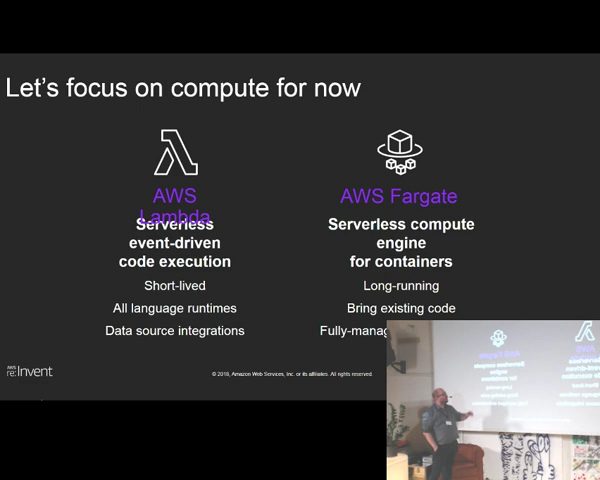 Let's focus on compute for now
AWS
Lambda
Serverless
event-driven
code execution
Short-lived
All language runtimes
Data source integrations
AWS Fargate
Serverless compute
engine
for containers
Long-running
Bring existing code
AWS
re:Invent
© 2018, Amazon Web Services, Inc. or its affiliates. All rights reserved.